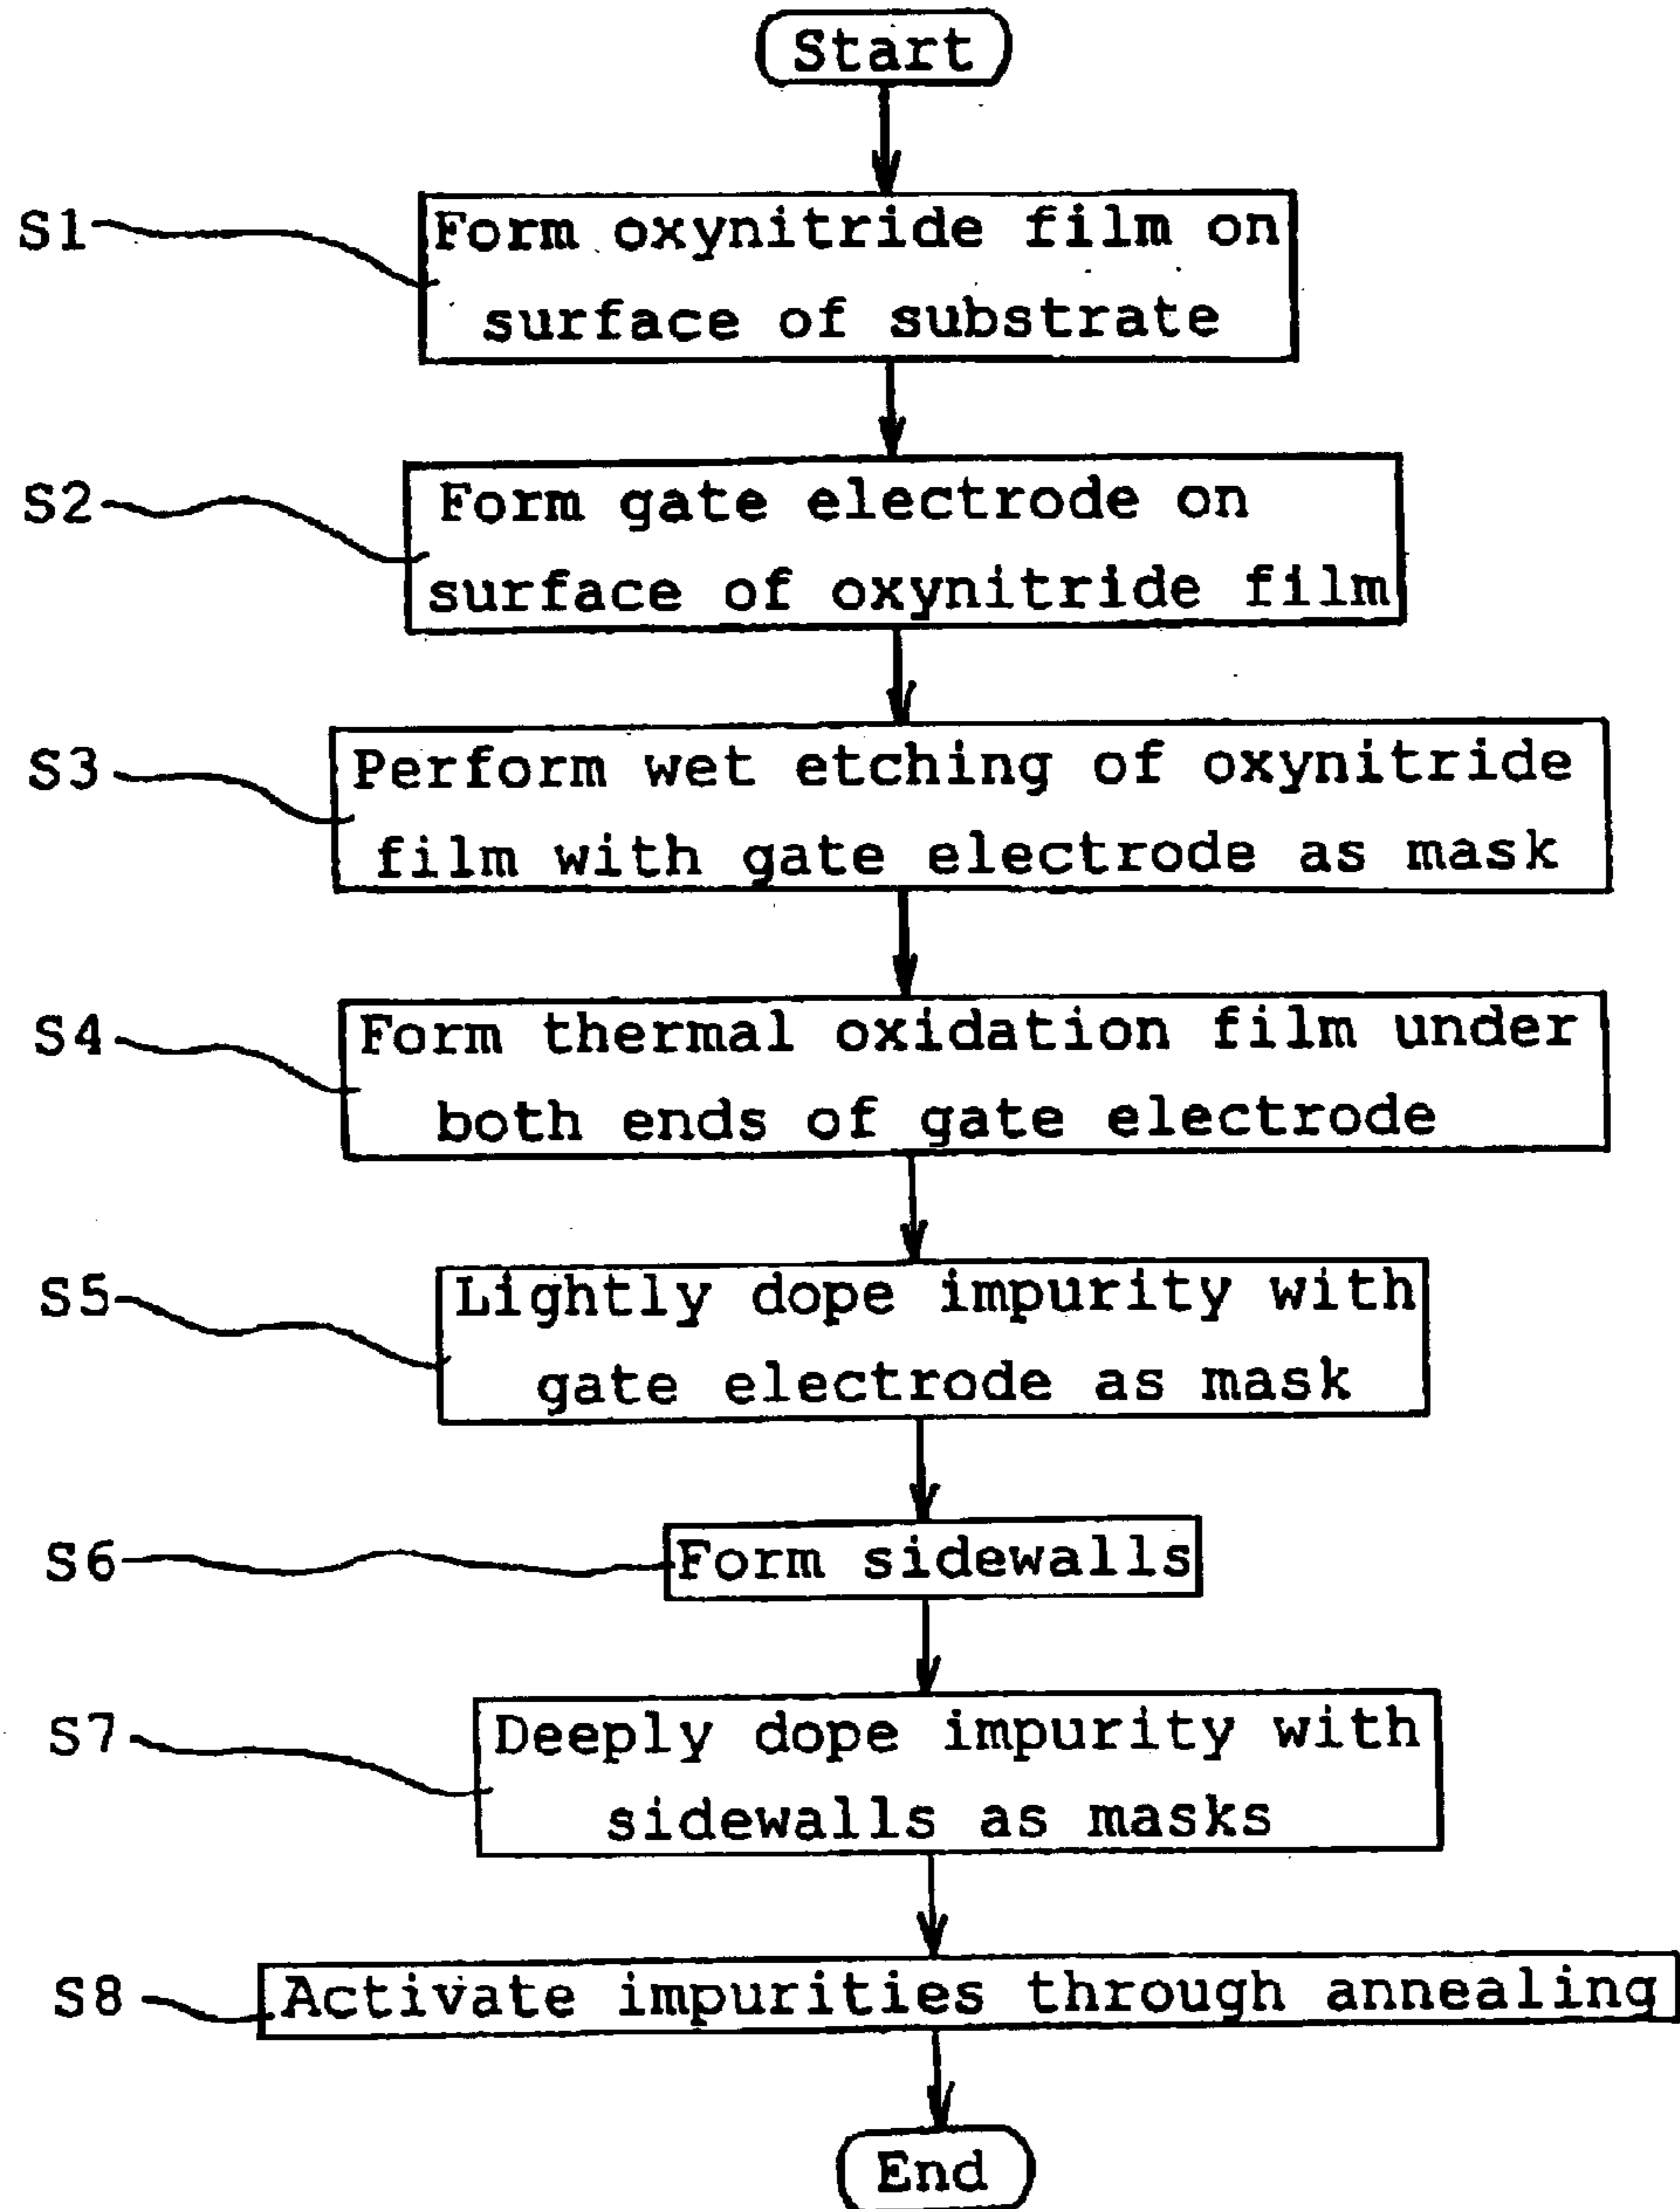 Start
S1
Form oxynitride film on
surface of substrate
S2
Form gate electrode on
surface of oxynitride film
S3
Perform wet etching of oxynitride
film with gate electrode as mask
S4
Form thermal oxidation film under
both ends of gate electrode
S5
Lightly dope impurity with
gate electrode as mask
S6
Form sidewalls
S7
Deeply dope impurity with
sidewalls as masks
S8
Activate impurities through annealing
End